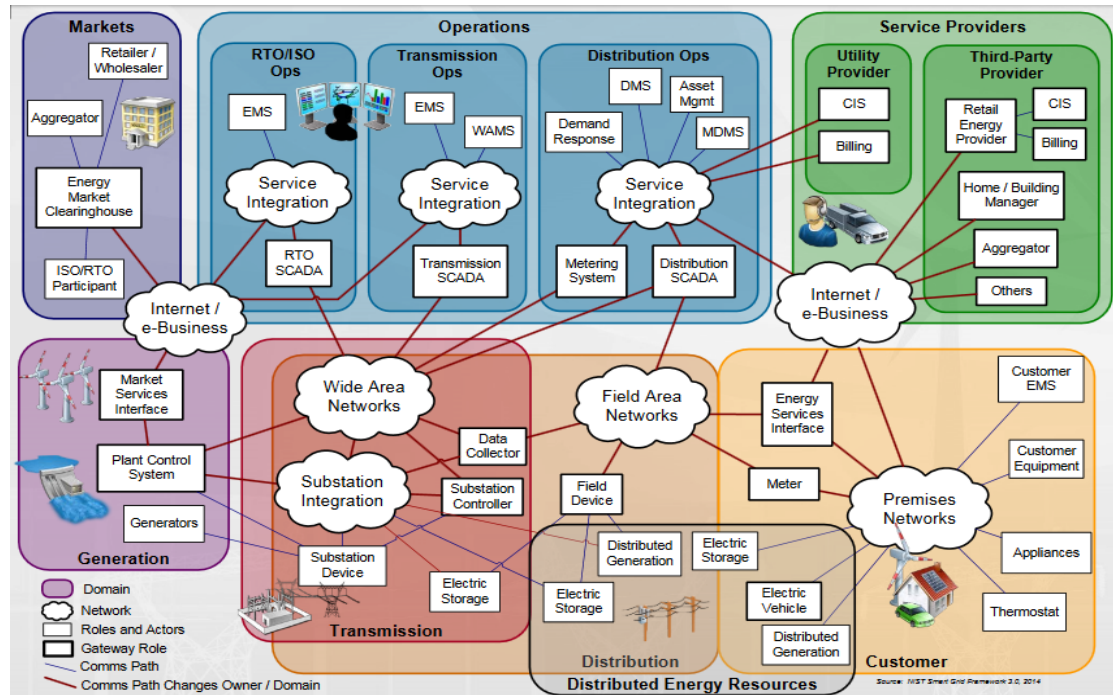 Markets
Operations
Service Providers
Retailer /
Wholesaler
Aggregator
Energy
Market
Clearinghouse
ISO/RTO
Participant
RTO/ISO
Ops
EMS
Service
Integration
RTO
SCADA
Transmission
Ops
EMS
WAMS
Service
Integration
Transmission
SCADA
Distribution Ops
DMS
Asset
Mgmt
Demand
Response
MDMS
Service
Integration
Metering
System
Distribution
SCADA
Utility
Provider
CIS
Billing
Third-Party
Provider
Retail
Energy
Provider
CIS
Billing
Home / Building
Manager
Aggregator
Others
Internet /
e-Business
Internet /
e-Business
Market
Services
Interface
Plant Control
System
Generators
Generation
Wide Area
Networks
Substation
Integration
Data
Collector
Substation
Controller
Substation
Device
Electric
Storage
Transmission
Field Area
Networks
Field
Device
Distributed
Generation
Electric
Storage
Distribution
Energy
Services
Interface
Meter
Premises
Networks
Customer
EMS
Customer
Equipment
Appliances
Thermostat
Electric
Storage
Electric
Vehicle
Distributed
Generation
Customer
Distributed Energy Resources
Domain
Network
Roles and Actors
Gateway Role
Comms Path
Comms Path Changes Owner / Domain
Source: NIST Smart Grid Framework 3.0, 2014